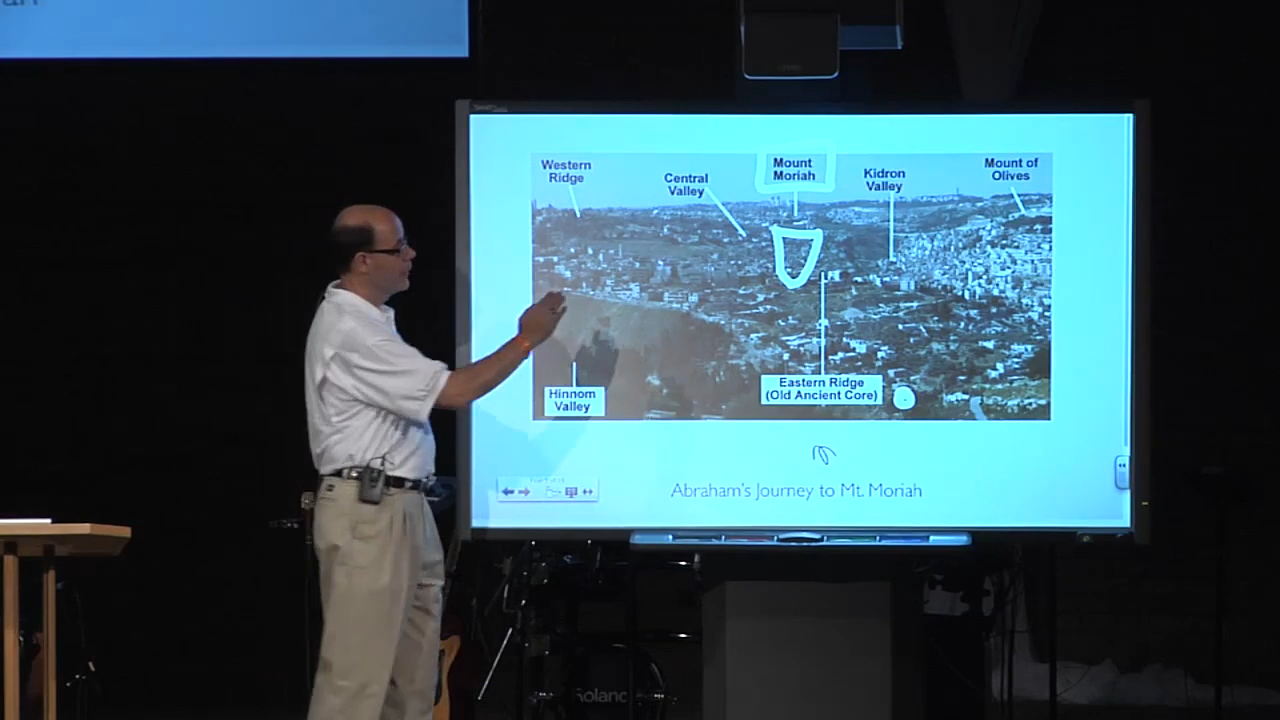 Western
Ridge
Central
Valley
Mount
Moriah
Kidron
Valley
Mount of
Olives
Hinnom
Valley
Eastern Ridge
(Old Ancient Core)
Abraham's Journey to Mt. Moriah
Roland